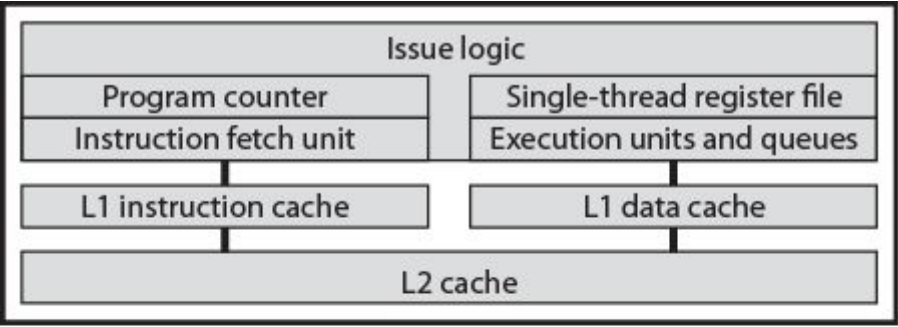 Issue logic
Program counter
Single-thread register file
Instruction fetch unit
Execution units and queues
L1 instruction cache
L1 data cache
L2 cache